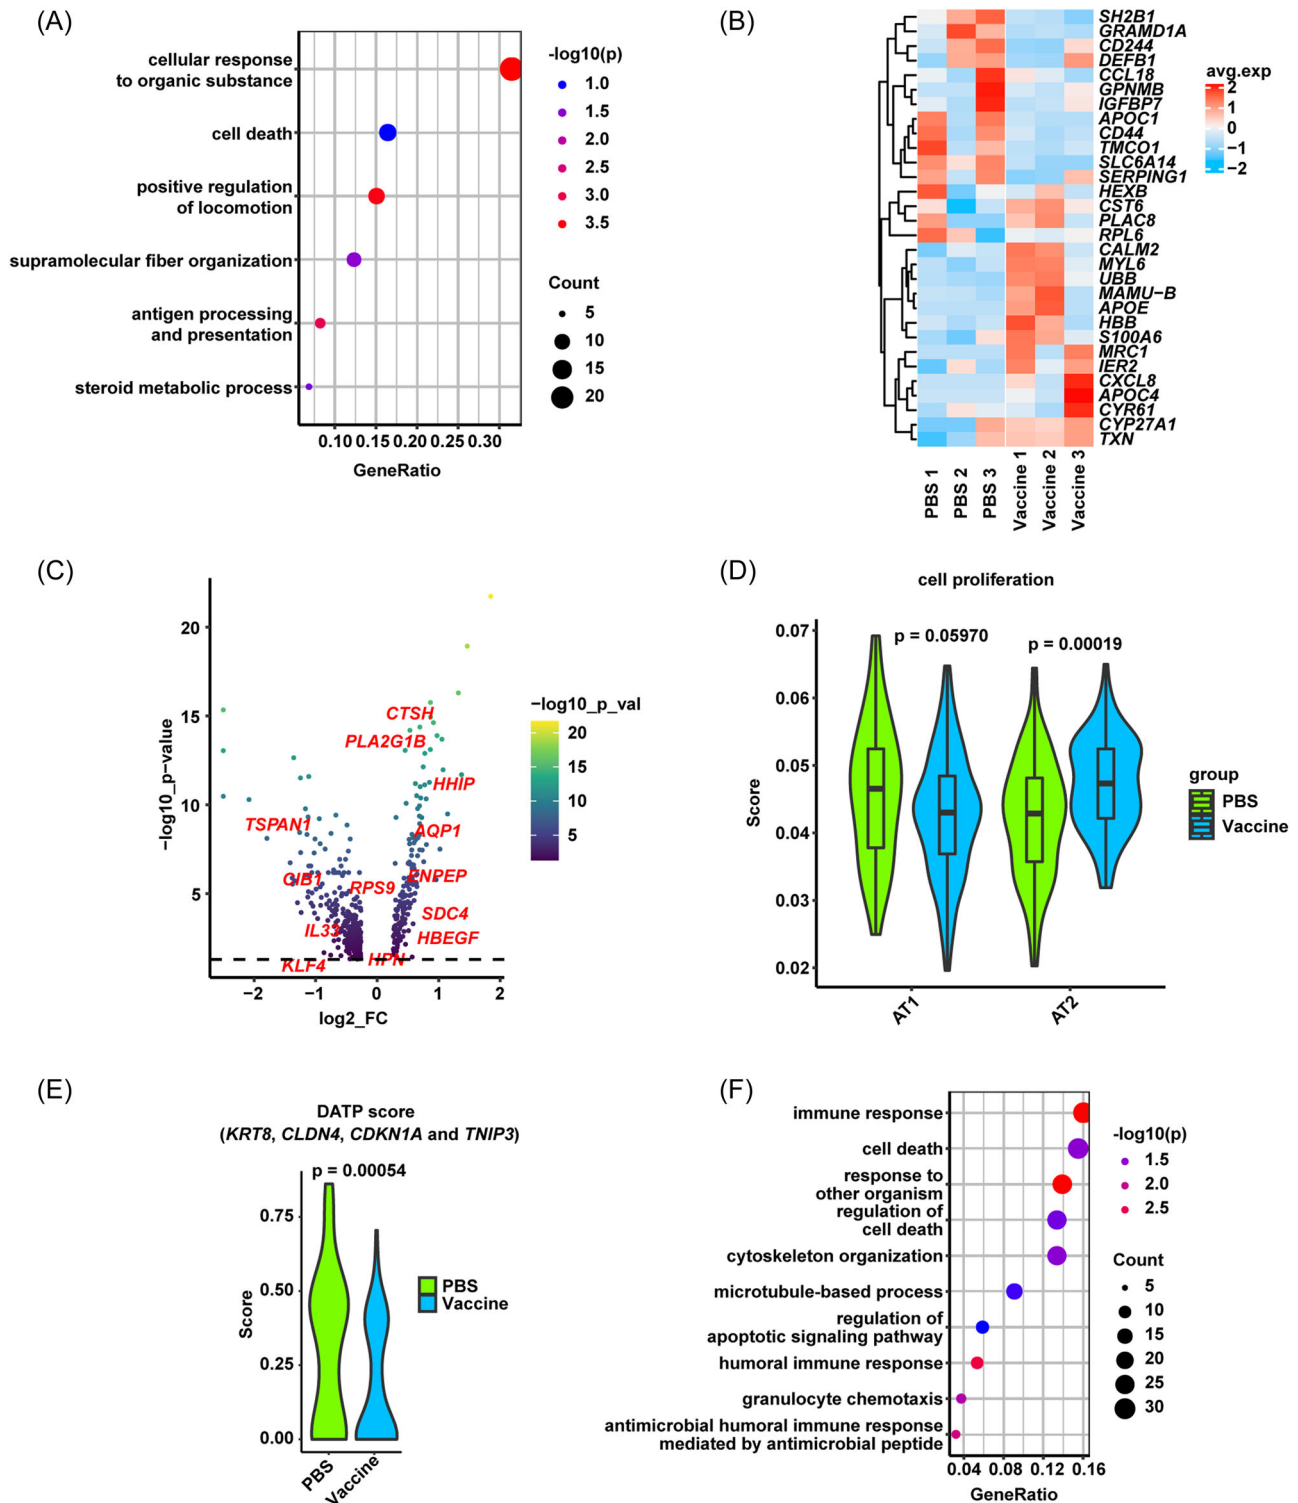 (A)
cellular response
to organic substance
cell death
positive regulation
of locomotion
supramolecular fiber organization
antigen processing
and presentation
steroid metabolic process
0.10 0.15 0.20 0.25 0.30
GeneRatio
-log10(p)
1.0
1.5
2.0
2.5
3.0
3.5
Count
5
10
15
20
(B)
SH2B1
GRAMD1A
CD244
DEFB1
CCL18
GPNMB
IGFBP7
APOC1
CD44
TMCO1
SLC6A14
SERPING1
HEXB
CST6
PLAC8
RPL6
CALM2
MYL6
UBB
MAMU−B
APOE
HBB
S100A6
MRC1
IER2
CXCL8
APOC4
CYR61
CYP27A1
TXN
PBS 1
PBS 2
PBS 3
Vaccine 1
Vaccine 2
Vaccine 3
avg.exp
2
1
0
−1
−2
(C)
−log10_p−value
20
15
10
5
CTSH
PLA2G1B
HHIP
TSPAN1
AQP1
CIB1
RPS9
ENPEP
SDC4
IL33
HBEGF
KLF4
HPN
−2 −1 0 1 2
log2_FC
−log10_p_val
20
15
10
5
(D)
cell proliferation
p = 0.05970
p = 0.00019
Score
0.07
0.06
0.05
0.04
0.03
0.02
AT1
AT2
group
PBS
Vaccine
(E)
DATP score
(KRT8, CLDN4, CDKN1A and TNIP3)
p = 0.00054
Score
0.75
0.50
0.25
0.00
PBS
Vaccine
PBS
Vaccine
(F)
immune response
cell death
response to
other organism
regulation of
cell death
cytoskeleton organization
microtubule-based process
regulation of
apoptotic signaling pathway
humoral immune response
granulocyte chemotaxis
antimicrobial humoral immune response
mediated by antimicrobial peptide
0.04 0.08 0.12 0.16
GeneRatio
-log10(p)
1.5
2.0
2.5
Count
5
10
15
20
25
30